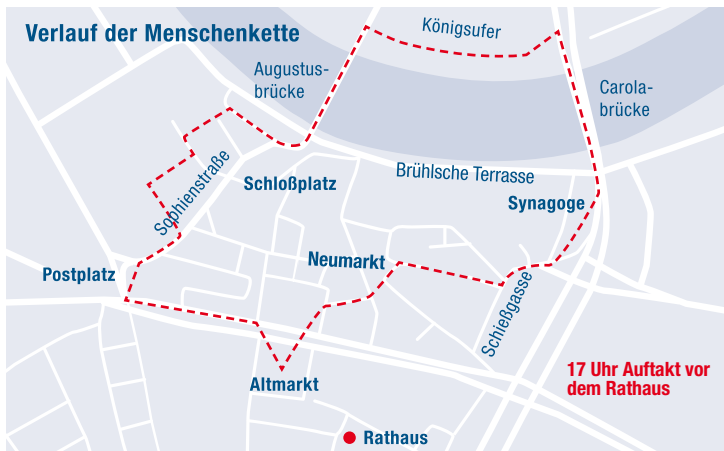 Verlauf der Menschenkette
Königsufer
Augustus-
brücke
Carola-
brücke
Brühlsche Terrasse
Sophienstraße
Schloßplatz
Synagoge
Neumarkt
Postplatz
Schießgasse
17 Uhr Auftakt vor
dem Rathaus
Altmarkt
Rathaus